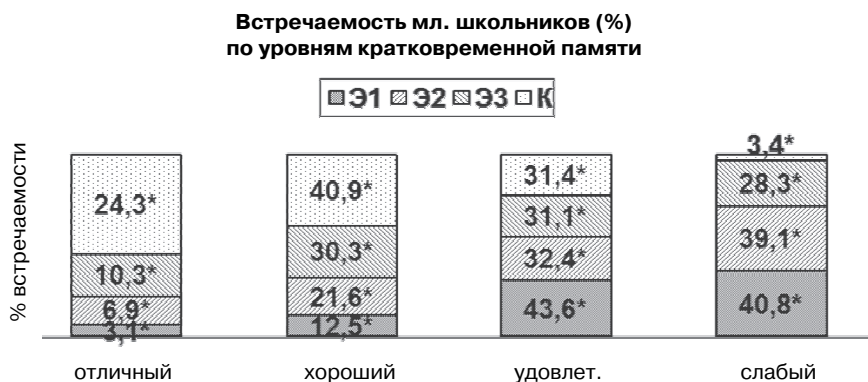 Встречаемость мл. школьников (%)
по уровням кратковременной памяти
Э1 Э2 Э3 К
% встречаемости
24,3* 40,9* 31,4* 3,4*
10,3* 30,3* 31,1* 28,3*
6,9* 21,6* 32,4* 39,1*
3,1* 12,5* 43,6* 40,8*
отличный хороший удовлет. слабый